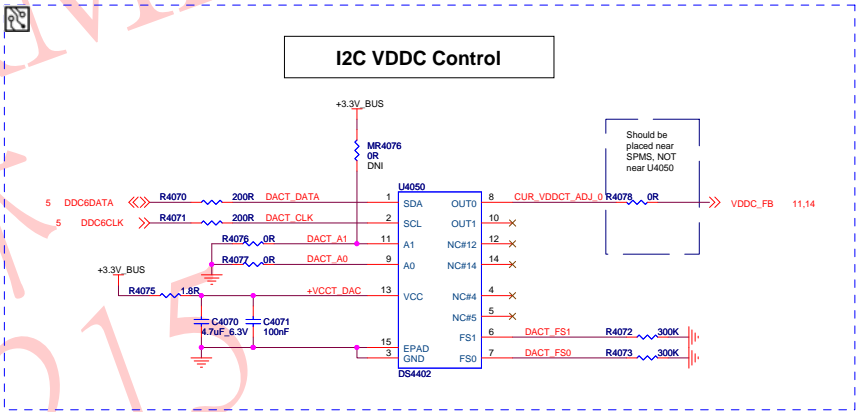 I2C VDDC Control
+3.3V_BUS
MR4076
0R
DNI
Should be
placed near
SPMS, NOT
near U4050
U4050
5 DDC6DATA R4070 200R DACT_DATA 1 SDA OUT0 8 CUR_VDDCT_ADJ_0 R4078 0R VDDC_FB 11,14
5 DDC6CLK R4071 200R DACT_CLK 2 SCL OUT1 10
R4076 0R DACT_A1 11 A1 NC#12 12
R4077 0R DACT_A0 9 A0 NC#14 14
+3.3V_BUS
R4075 1.8R +VCCT_DAC 13 VCC NC#4 4
NC#5 5
C4070
4.7uF_6.3V
C4071
100nF
FS1 6 DACT_FS1 R4072 300K
15 EPAD
3 GND FS0 7 DACT_FS0 R4073 300K
DS4402